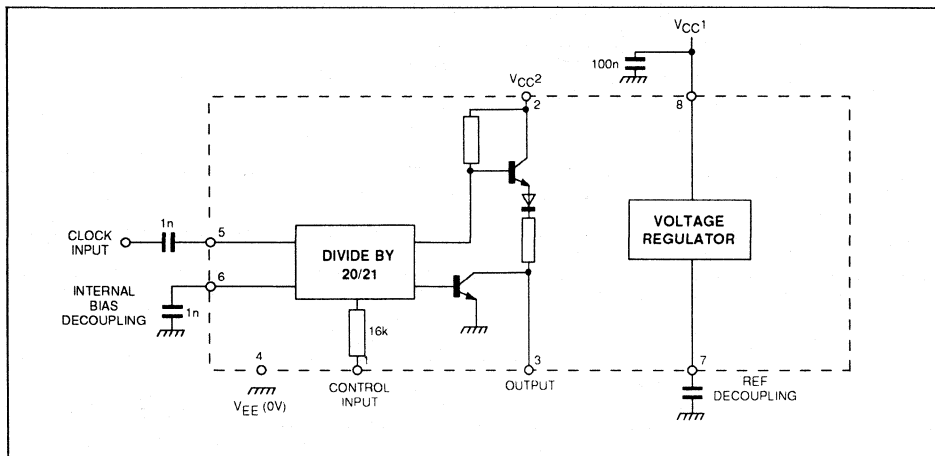 VCC1
100n
VCC2
2
8
1n
CLOCK
INPUT
5
DIVIDE BY
20/21
VOLTAGE
REGULATOR
6
INTERNAL
BIAS
DECOUPLING
1n
16k
4
1
3
7
VEE (0V)
CONTROL
INPUT
OUTPUT
REF
DECOUPLING